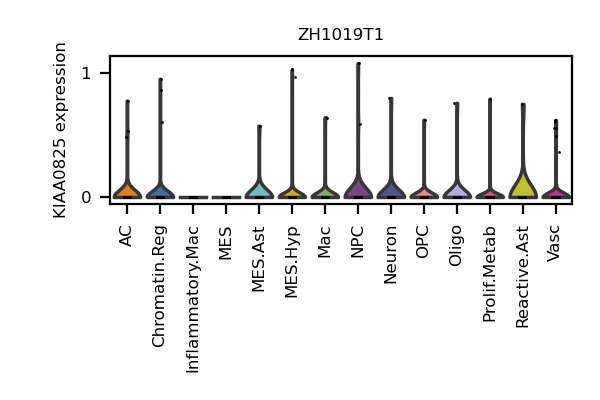 ZH1019T1
KIAA0825 expression
1
0
AC
Chromatin.Reg
Inflammatory.Mac
MES
MES.Ast
MES.Hyp
Mac
NPC
Neuron
OPC
Oligo
Prolif.Metab
Reactive.Ast
Vasc